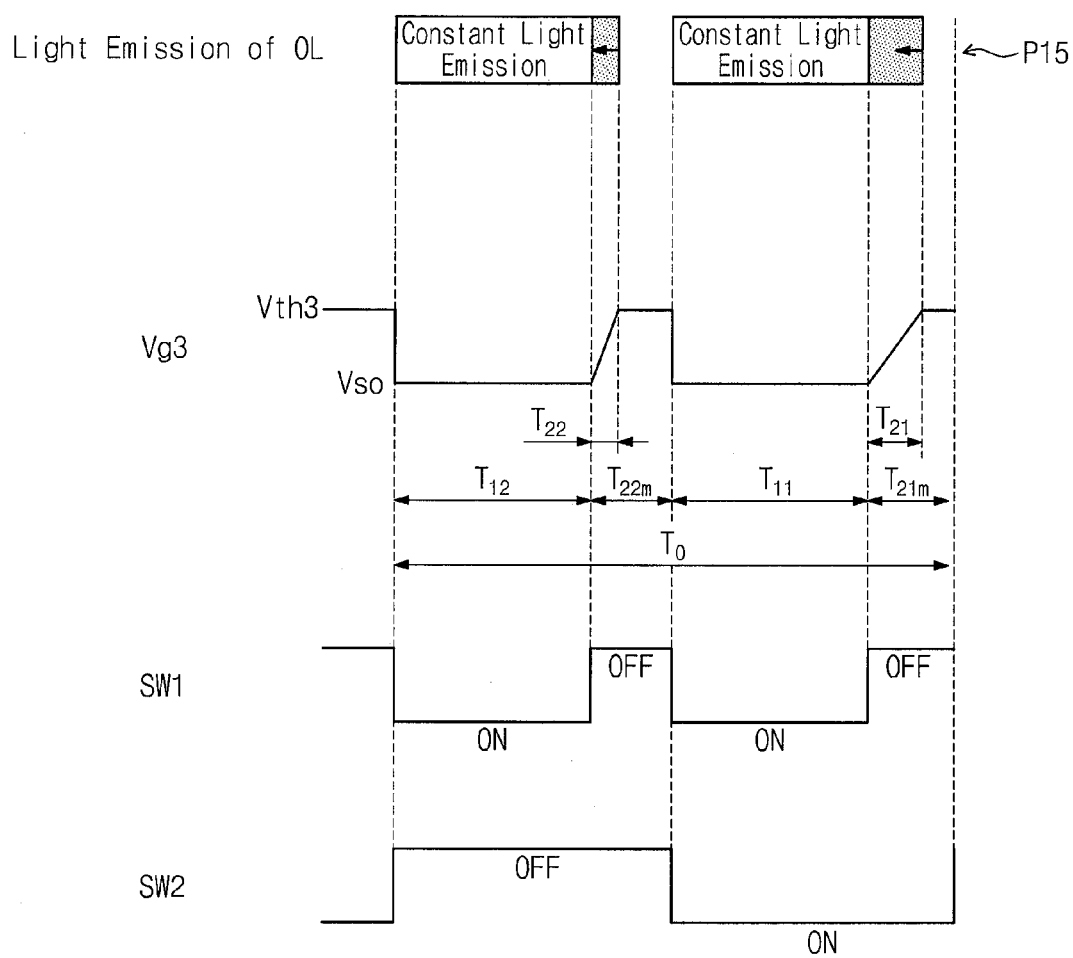 Light Emission of OL
Constant Light
Emission
Constant Light
Emission
P15
Vth3
Vg3
Vso
T22
T21
T12
T22m
T11
T21m
T0
SW1
OFF
OFF
ON
ON
SW2
OFF
ON